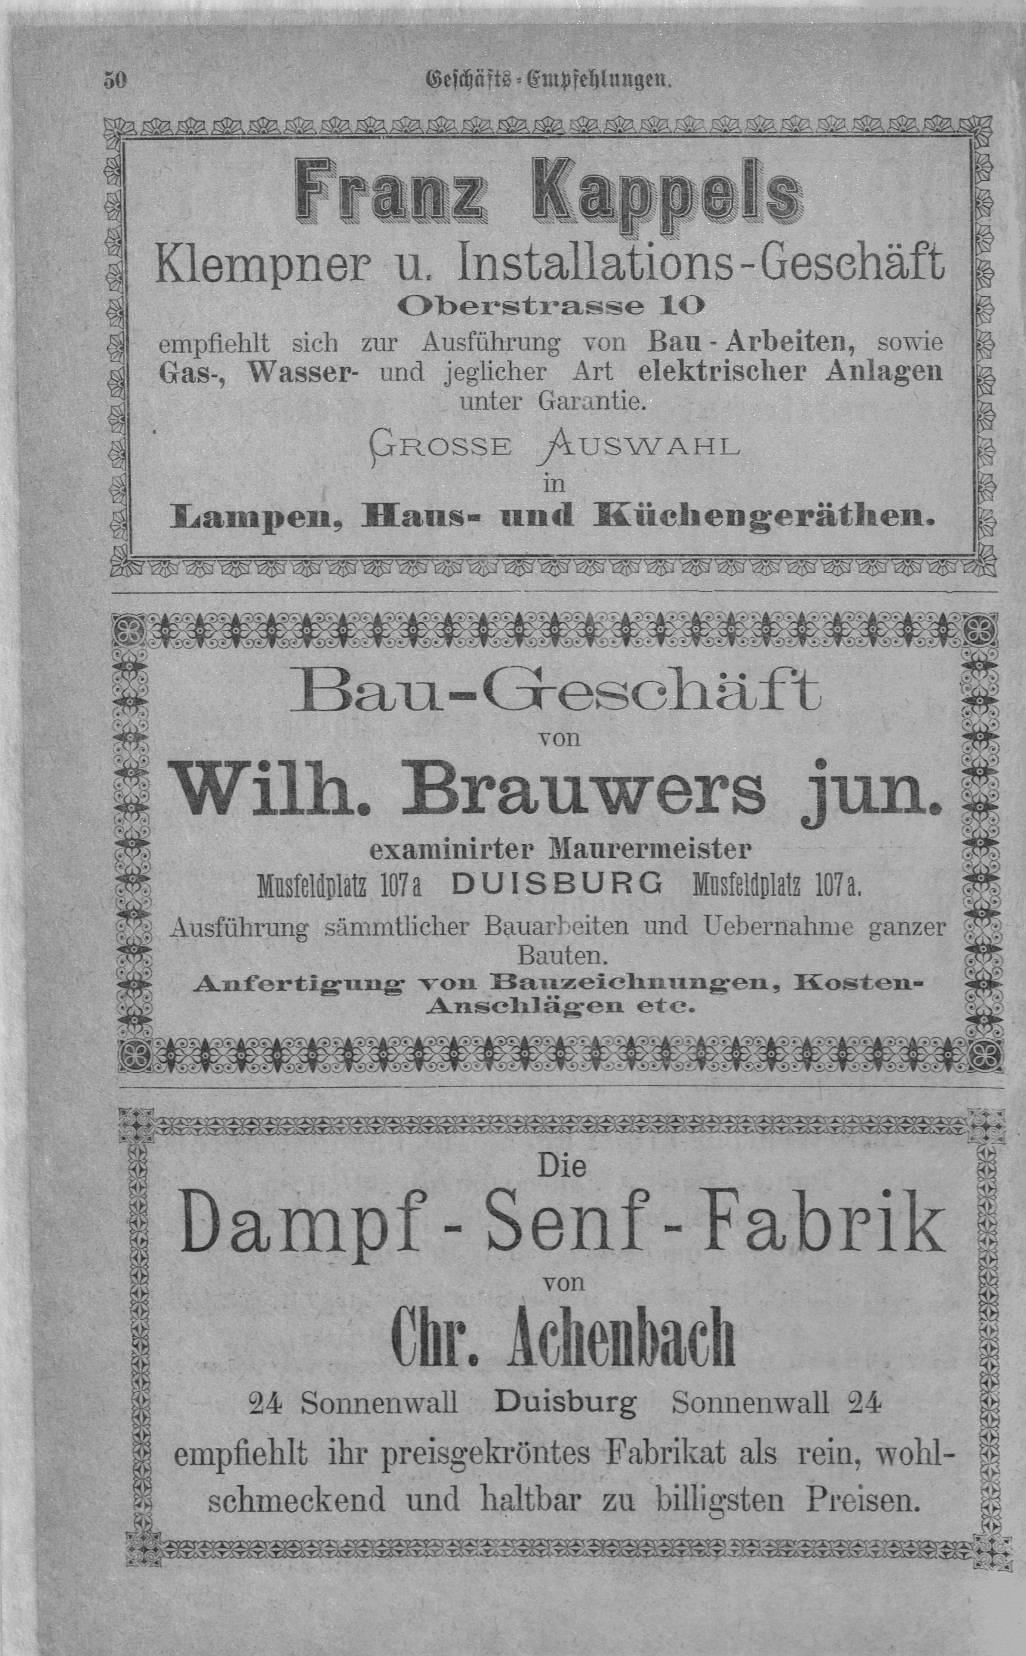 50
Geschäfts-Empfehlungen.
Franz Kappels
Klempner u. Installations-Geschäft
Oberstrasse 10
empfiehlt sich zur Ausführung von Bau-Arbeiten, sowie
Gas-, Wasser- und jeglicher Art elektrischer Anlagen
unter Garantie.
GROSSE AUSWAHL
in
Lampen, Haus- und Küchengeräthen.
Bau-Geschäft
von
Wilh. Brauwers jun.
examinirter Maurermeister
Musfeldplatz 107a DUISBURG Musfeldplatz 107a.
Ausführung sämmtlicher Bauarbeiten und Uebernahme ganzer
Bauten.
Anfertigung von Bauzeichnungen, Kosten-
Anschlägen etc.
Die
Dampf-Senf-Fabrik
von
Chr. Achenbach
24 Sonnenwall Duisburg Sonnenwall 24
empfiehlt ihr preisgekröntes Fabrikat als rein, wohl-
schmeckend und haltbar zu billigsten Preisen.